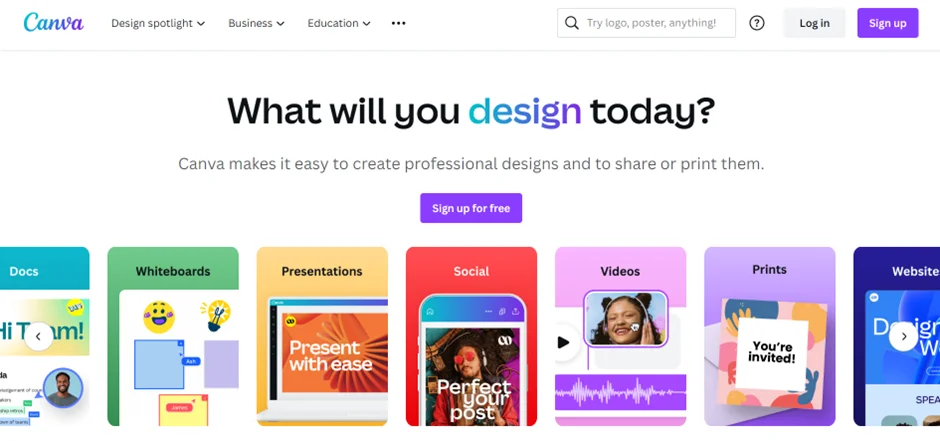 Canva
Design spotlight
Business
Education
Try logo, poster, anything!
Log in
Sign up
What will you design today?
Canva makes it easy to create professional designs and to share or print them.
Sign up for free
Docs
Hi Team!
Whiteboards
Ash
James
Presentations
Present
with ease
Social
Perfect
your
post
Videos
Prints
You're
invited!
Website
SPEA